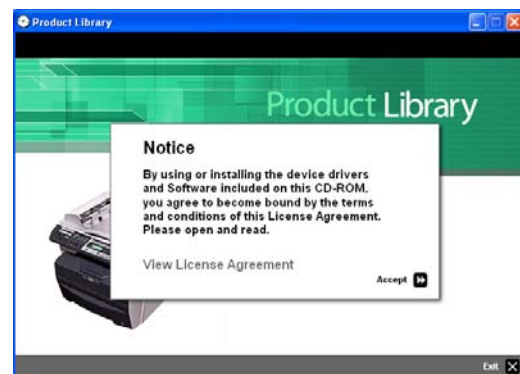 Product Library
Product Library
Notice
By using or installing the device drivers
and Software included on this CD-ROM,
you agree to become bound by the terms
and conditions of this License Agreement.
Please open and read.
View License Agreement
Accept
Exit